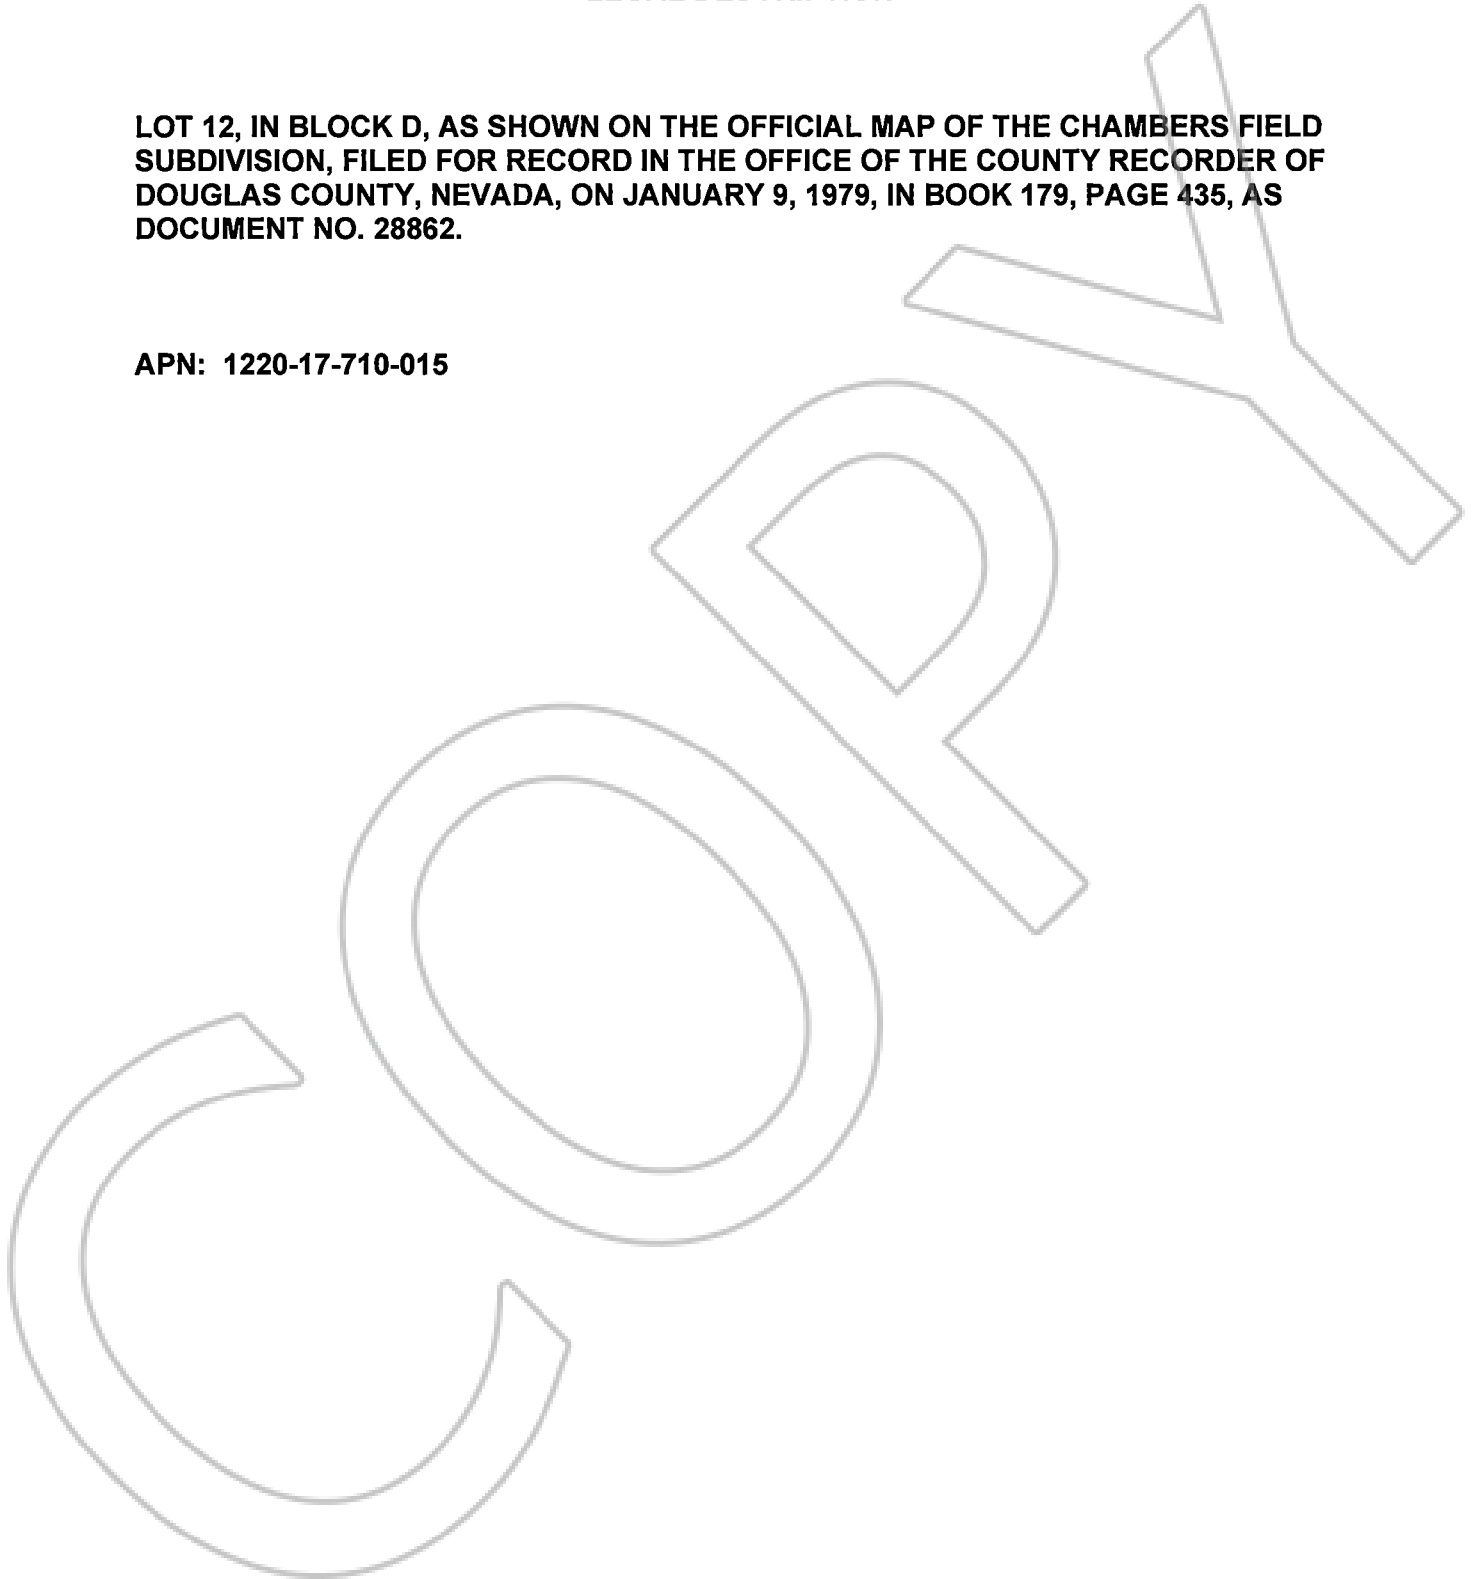 LOT 12, IN BLOCK D, AS SHOWN ON THE OFFICIAL MAP OF THE CHAMBERS FIELD
SUBDIVISION, FILED FOR RECORD IN THE OFFICE OF THE COUNTY RECORDER OF
DOUGLAS COUNTY, NEVADA, ON JANUARY 9, 1979, IN BOOK 179, PAGE 435, AS
DOCUMENT NO. 28862.
APN: 1220-17-710-015
COPY